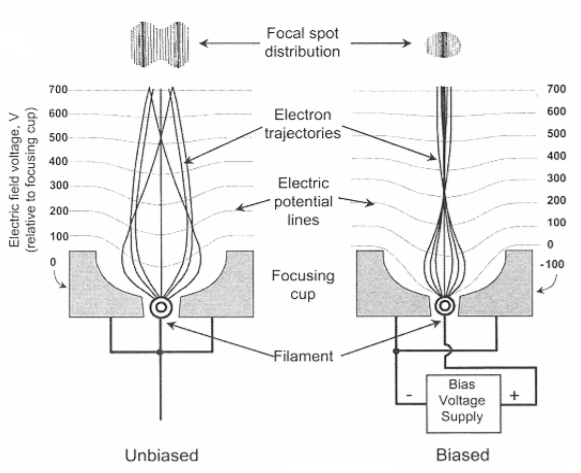 Focal spot
distribution
Electric field voltage, V
(relative to focusing cup)
700
600
500
400
300
200
100
0
Electron
trajectories
Electric
potential
lines
Focusing
cup
Filament
700
600
500
400
300
200
100
0
-100
- Bias +
Voltage
Supply
Unbiased
Biased